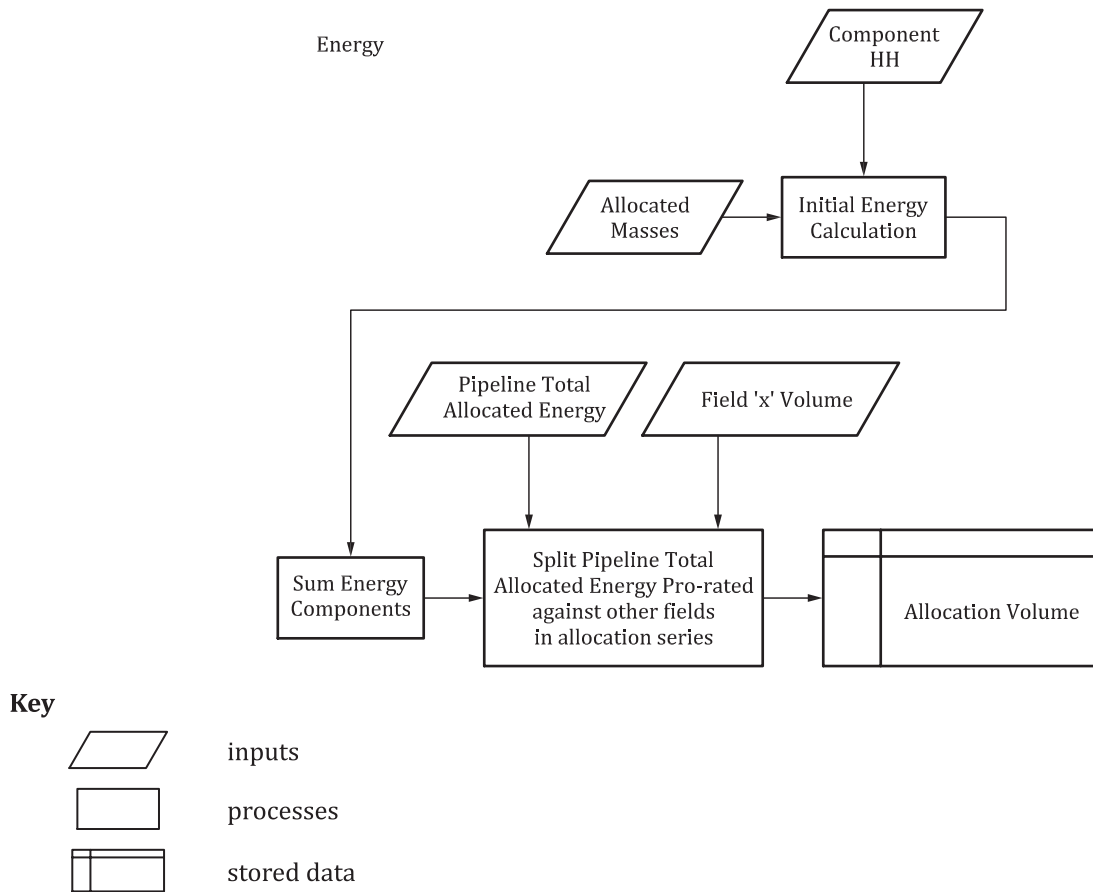 Energy
Component
HH
Allocated
Masses
Initial Energy
Calculation
Pipeline Total
Allocated Energy
Field 'x' Volume
Sum Energy
Components
Split Pipeline Total
Allocated Energy Pro-rated
against other fields
in allocation series
Allocation Volume
Key
inputs
processes
stored data